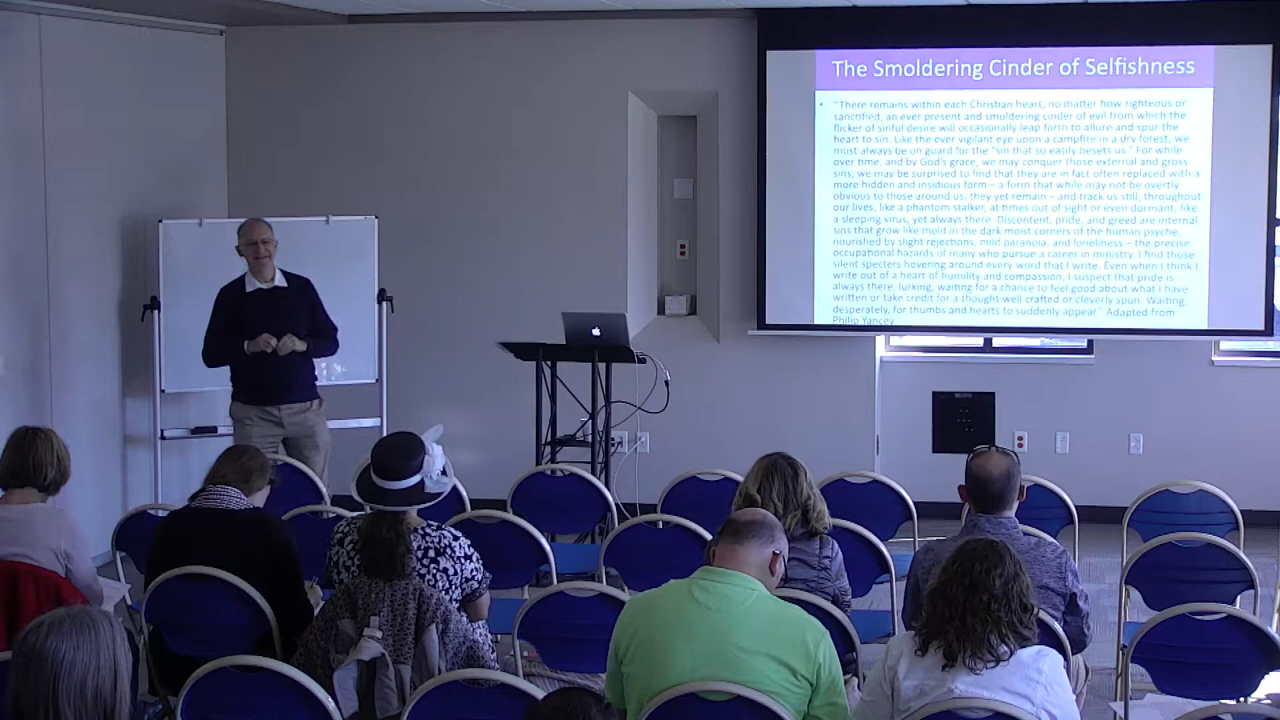 The Smoldering Cinder of Selfishness
• "There remains within each Christian heart, no matter how righteous or
sanctified, an ever present and smoldering cinder of evil from which the
flicker of sinful desire will occasionally leap forth to allure and spur the
heart to sin. Like the ever vigilant eye upon a campfire in a dry forest, we
must always be on guard for the "sin that so easily besets us." For while
over time, and by God's grace, we may conquer those external and gross
sins, we may be surprised to find that they are in fact often replaced with a
more hidden and insidious form – a form that while may not be overtly
obvious to those around us, they yet remain – and track us still, throughout
our lives, like a phantom stalker, at times out of sight or even dormant, like
a sleeping virus, yet always there. Discontent, pride, and greed are internal
sins that grow like mold in the dark moist corners of the human psyche,
nourished by slight rejections, mild paranoia, and loneliness – the precise
occupational hazards of many who pursue a career in ministry. I find those
silent specters hovering around every word that I write. Even when I think I
write out of a heart of humility and compassion, I suspect that pride is
always there, lurking, waiting for a chance to feel good about what I have
written or take credit for a thought well crafted or cleverly spun. Waiting,
desperately, for thumbs and hearts to suddenly appear." Adapted from
Philip Yancey